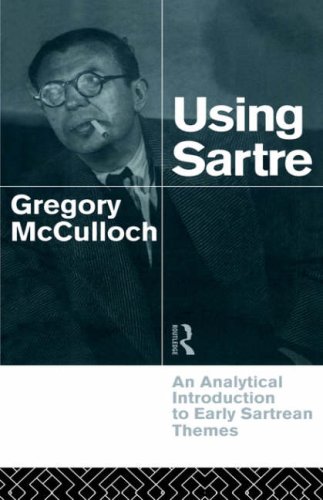 Using
Sartre
Gregory
McCulloch
ROUTLEDGE
An Analytical
Introduction
to Early Sartrean
Themes